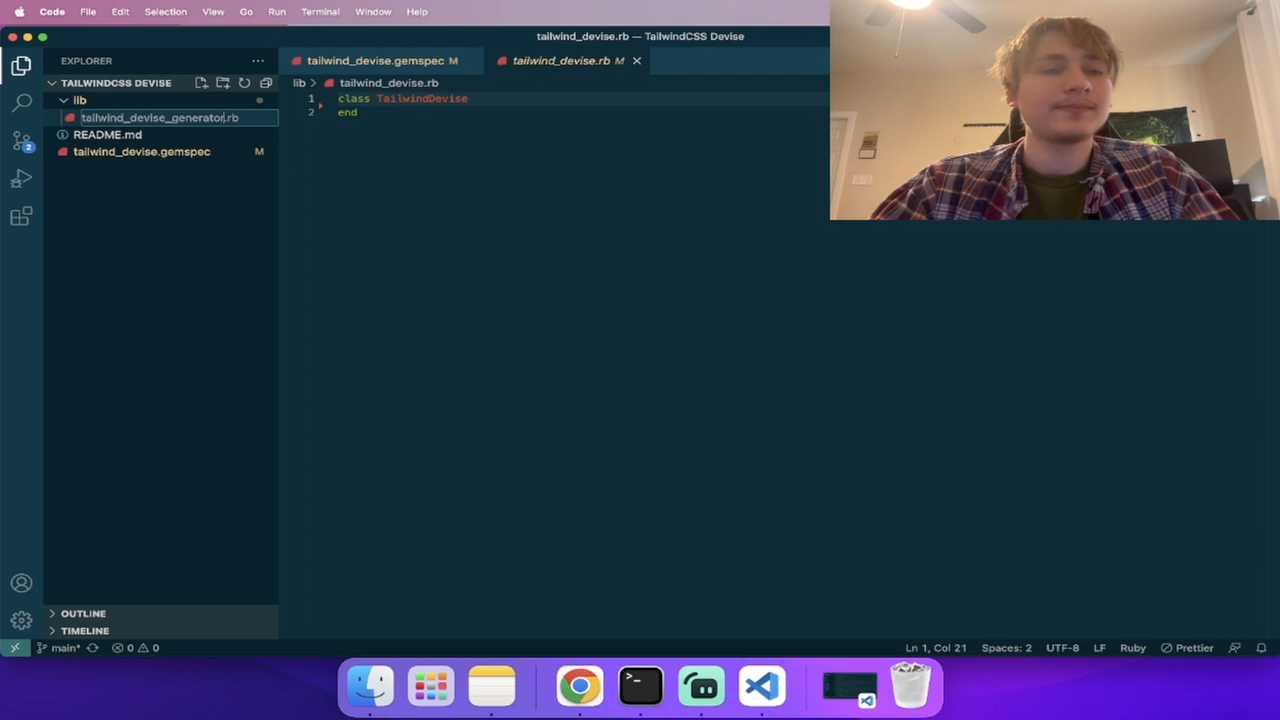 Code File Edit Selection View Go Run Terminal Window Help
tailwind_devise.rb — TailwindCSS Devise
EXPLORER
TAILWINDCSS DEVISE
lib
tailwind_devise_generator.rb
README.md
tailwind_devise.gemspec M
OUTLINE
TIMELINE
tailwind_devise.gemspec M
tailwind_devise.rb M
lib > tailwind_devise.rb
1 class TailwindDevise
2 end
2
main* 0 0
Ln 1, Col 21 Spaces: 2 UTF-8 LF Ruby Prettier